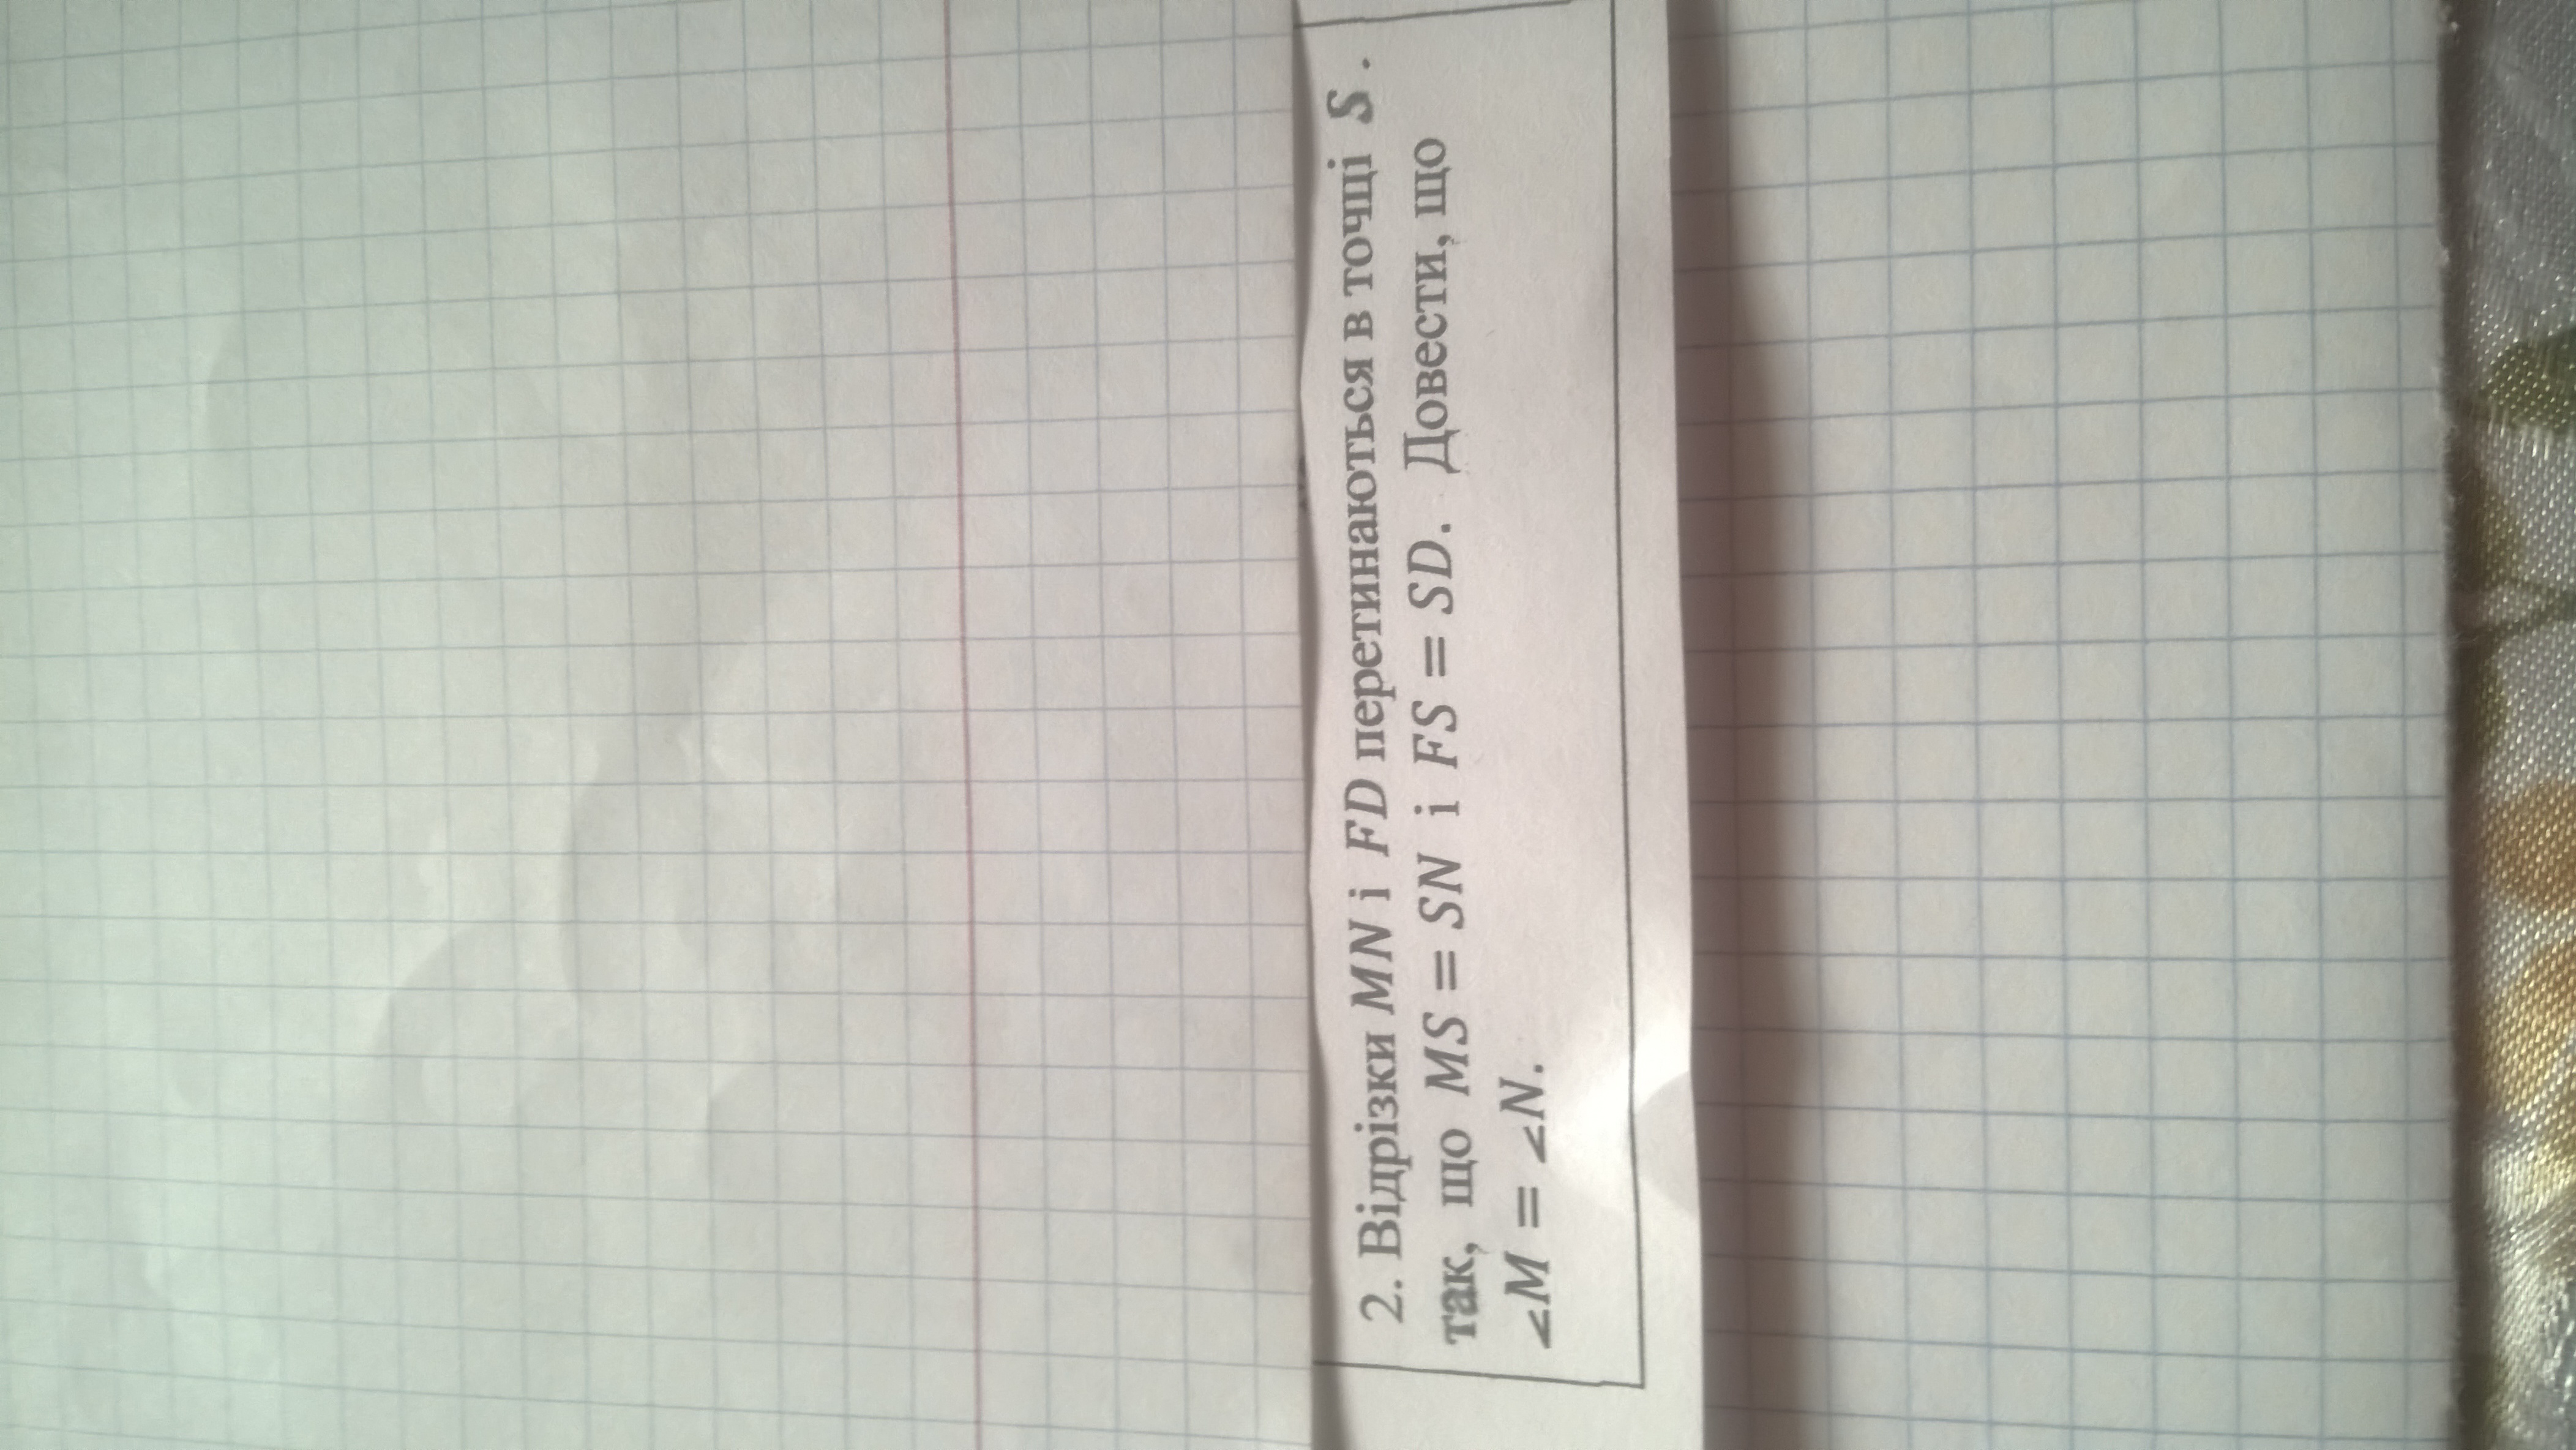 2. Відрізки MN і FD перетинаються в точці S.
так, що MS = SN і FS = SD. Довести, що
∠M = ∠N.